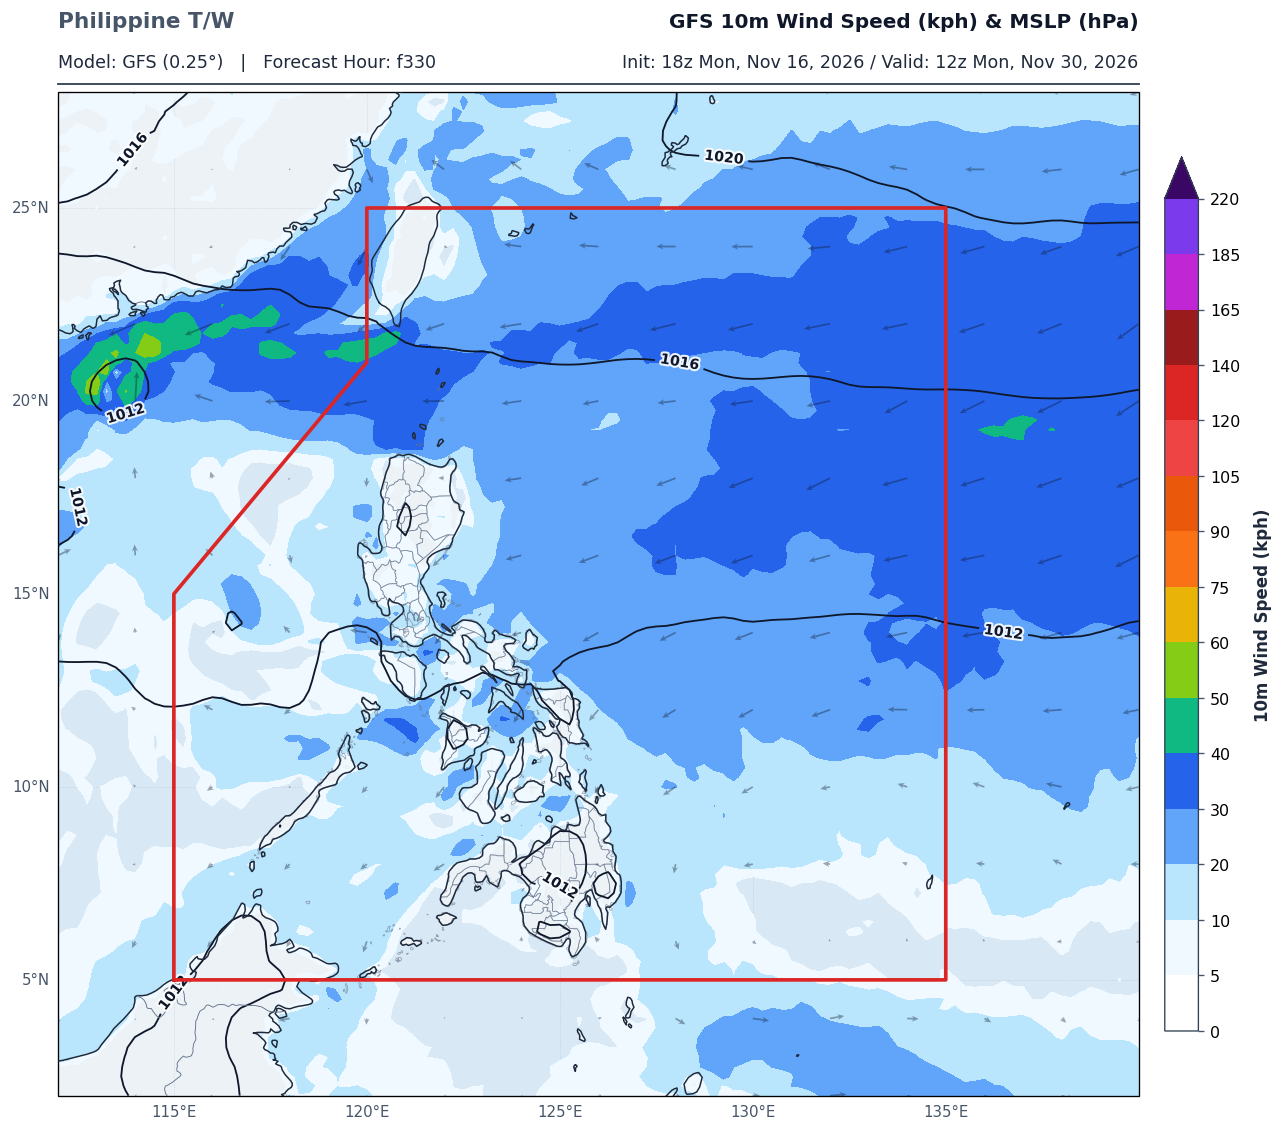 Philippine T/W
GFS 10m Wind Speed (kph) & MSLP (hPa)
Model: GFS (0.25°)   |   Forecast Hour: f330
Init: 18z Mon, Nov 16, 2026 / Valid: 12z Mon, Nov 30, 2026
1016
1020
1016
1012
1012
1012
1012
1012
25°N
20°N
15°N
10°N
5°N
115°E
120°E
125°E
130°E
135°E
220
185
165
140
120
105
90
75
60
50
40
30
20
10
5
0
10m Wind Speed (kph)